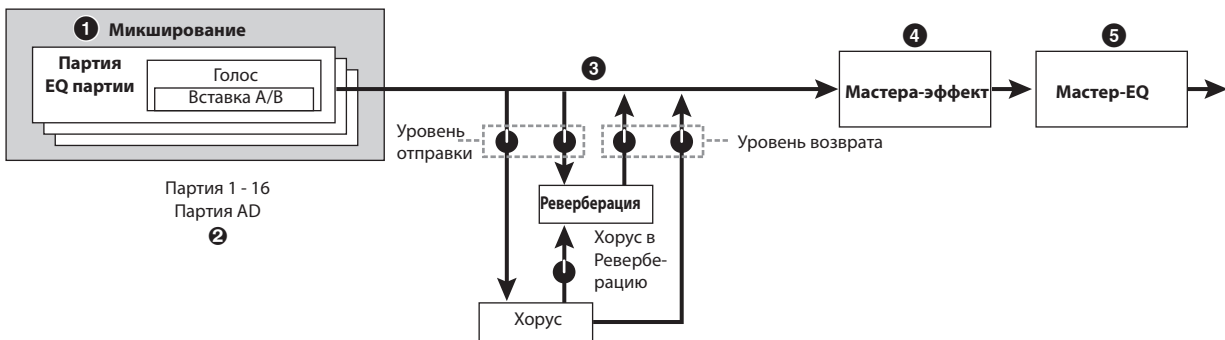 ❶ Микширование
Партия
EQ партии
Голос
Вставка A/B
Партия 1 - 16
Партия AD
❷
❸
Уровень
отправки
Уровень возврата
Реверберация
Хорус в
Ревербе-
рацию
Хорус
❹
Мастера-эффект
❺
Мастер-EQ